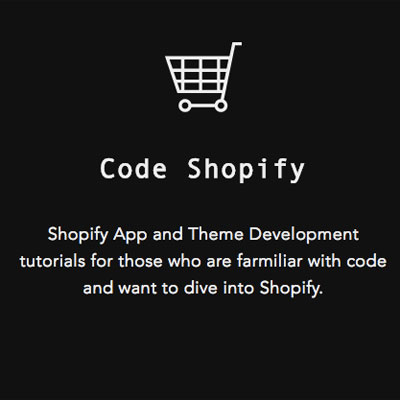 Code Shopify
Shopify App and Theme Development
tutorials for those who are farmiliar with code
and want to dive into Shopify.